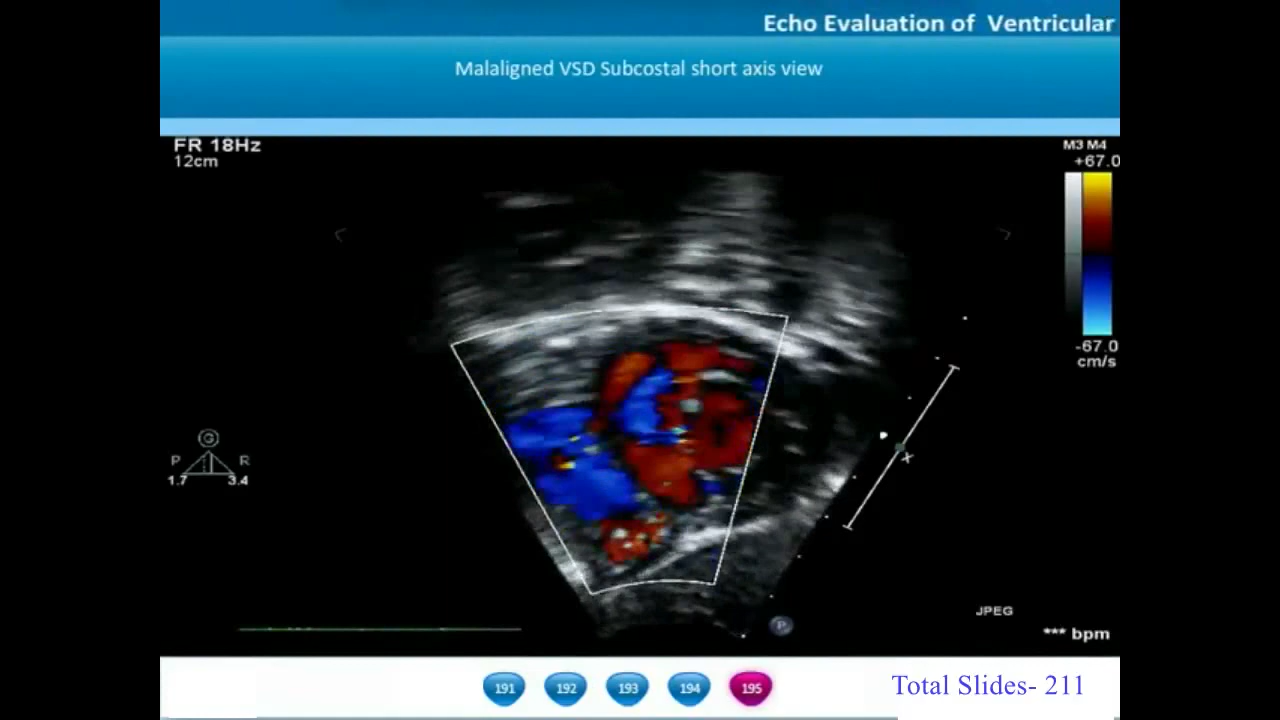 Echo Evaluation of Ventricular
Malaligned VSD Subcostal short axis view
FR 18Hz
12cm
M3 M4
+67.0
-67.0
cm/s
G
P R
1.7 3.4
x
P
JPEG
*** bpm
191 192 193 194 195
Total Slides- 211